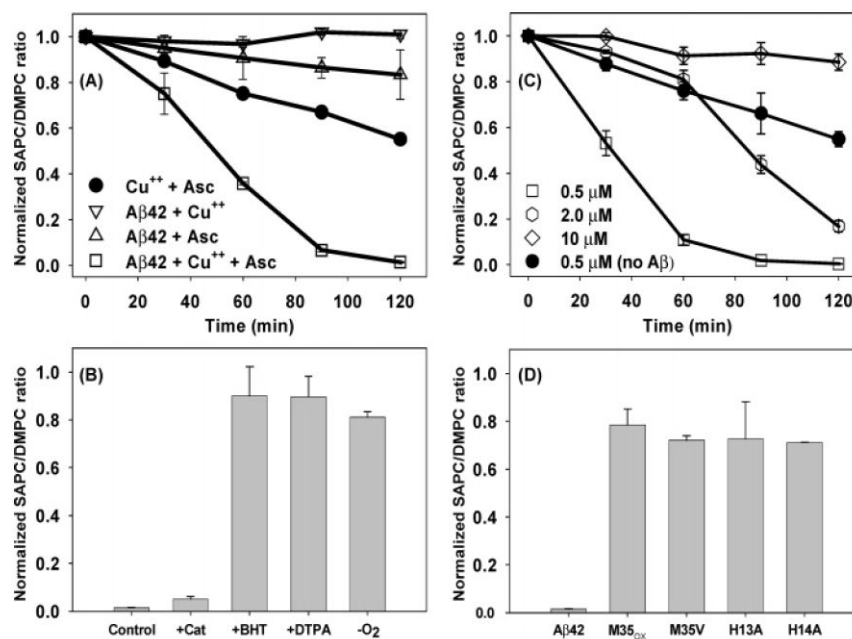 Normalized SAPC/DMPC ratio
1.0
0.8
0.6
0.4
0.2
0.0
(A)
Cu++ + Asc
Aβ42 + Cu++
Aβ42 + Asc
Aβ42 + Cu++ + Asc
0 20 40 60 80 100 120
Time (min)
Normalized SAPC/DMPC ratio
1.0
0.8
0.6
0.4
0.2
0.0
(C)
0.5 μM
2.0 μM
10 μM
0.5 μM (no Aβ)
0 20 40 60 80 100 120
Time (min)
Normalized SAPC/DMPC ratio
1.0
0.8
0.6
0.4
0.2
0.0
(B)
Control +Cat +BHT +DTPA -O2
Normalized SAPC/DMPC ratio
1.0
0.8
0.6
0.4
0.2
0.0
(D)
Aβ42 M35ox M35V H13A H14A